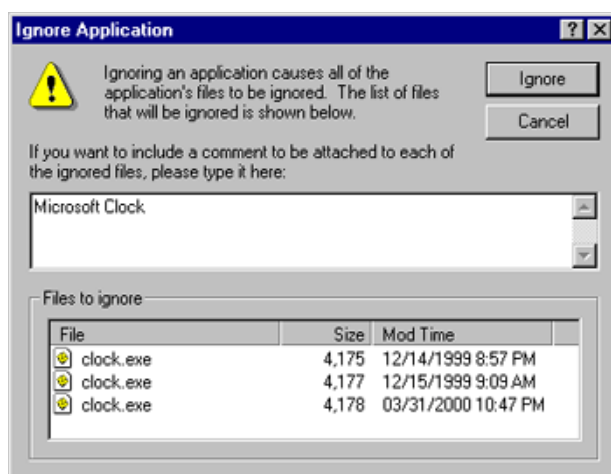 Ignore Application
Ignoring an application causes all of the
application's files to be ignored. The list of files
that will be ignored is shown below.
Ignore
Cancel
If you want to include a comment to be attached to each of
the ignored files, please type it here:
Microsoft Clock
Files to ignore
File Size Mod Time
clock.exe 4,175 12/14/1999 8:57 PM
clock.exe 4,177 12/15/1999 9:09 AM
clock.exe 4,178 03/31/2000 10:47 PM